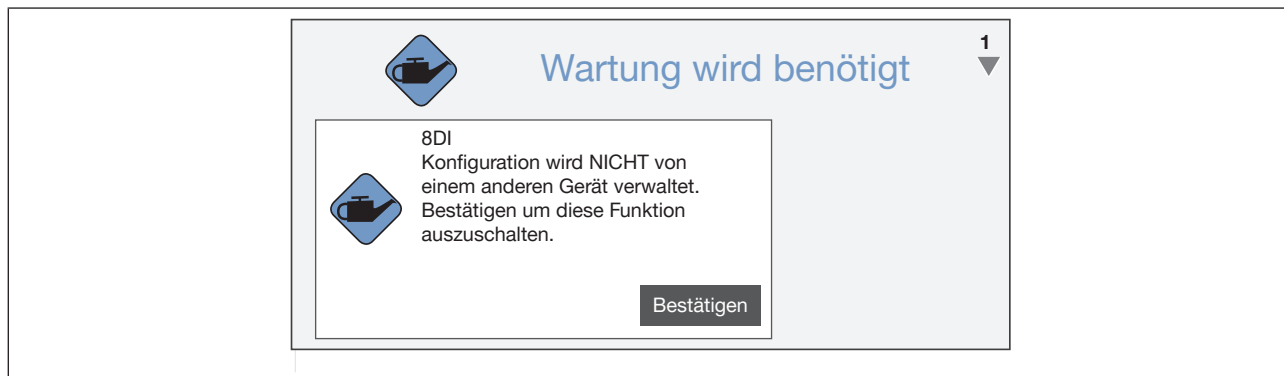 Wartung wird benötigt
1
8DI
Konfiguration wird NICHT von
einem anderen Gerät verwaltet.
Bestätigen um diese Funktion
auszuschalten.
Bestätigen